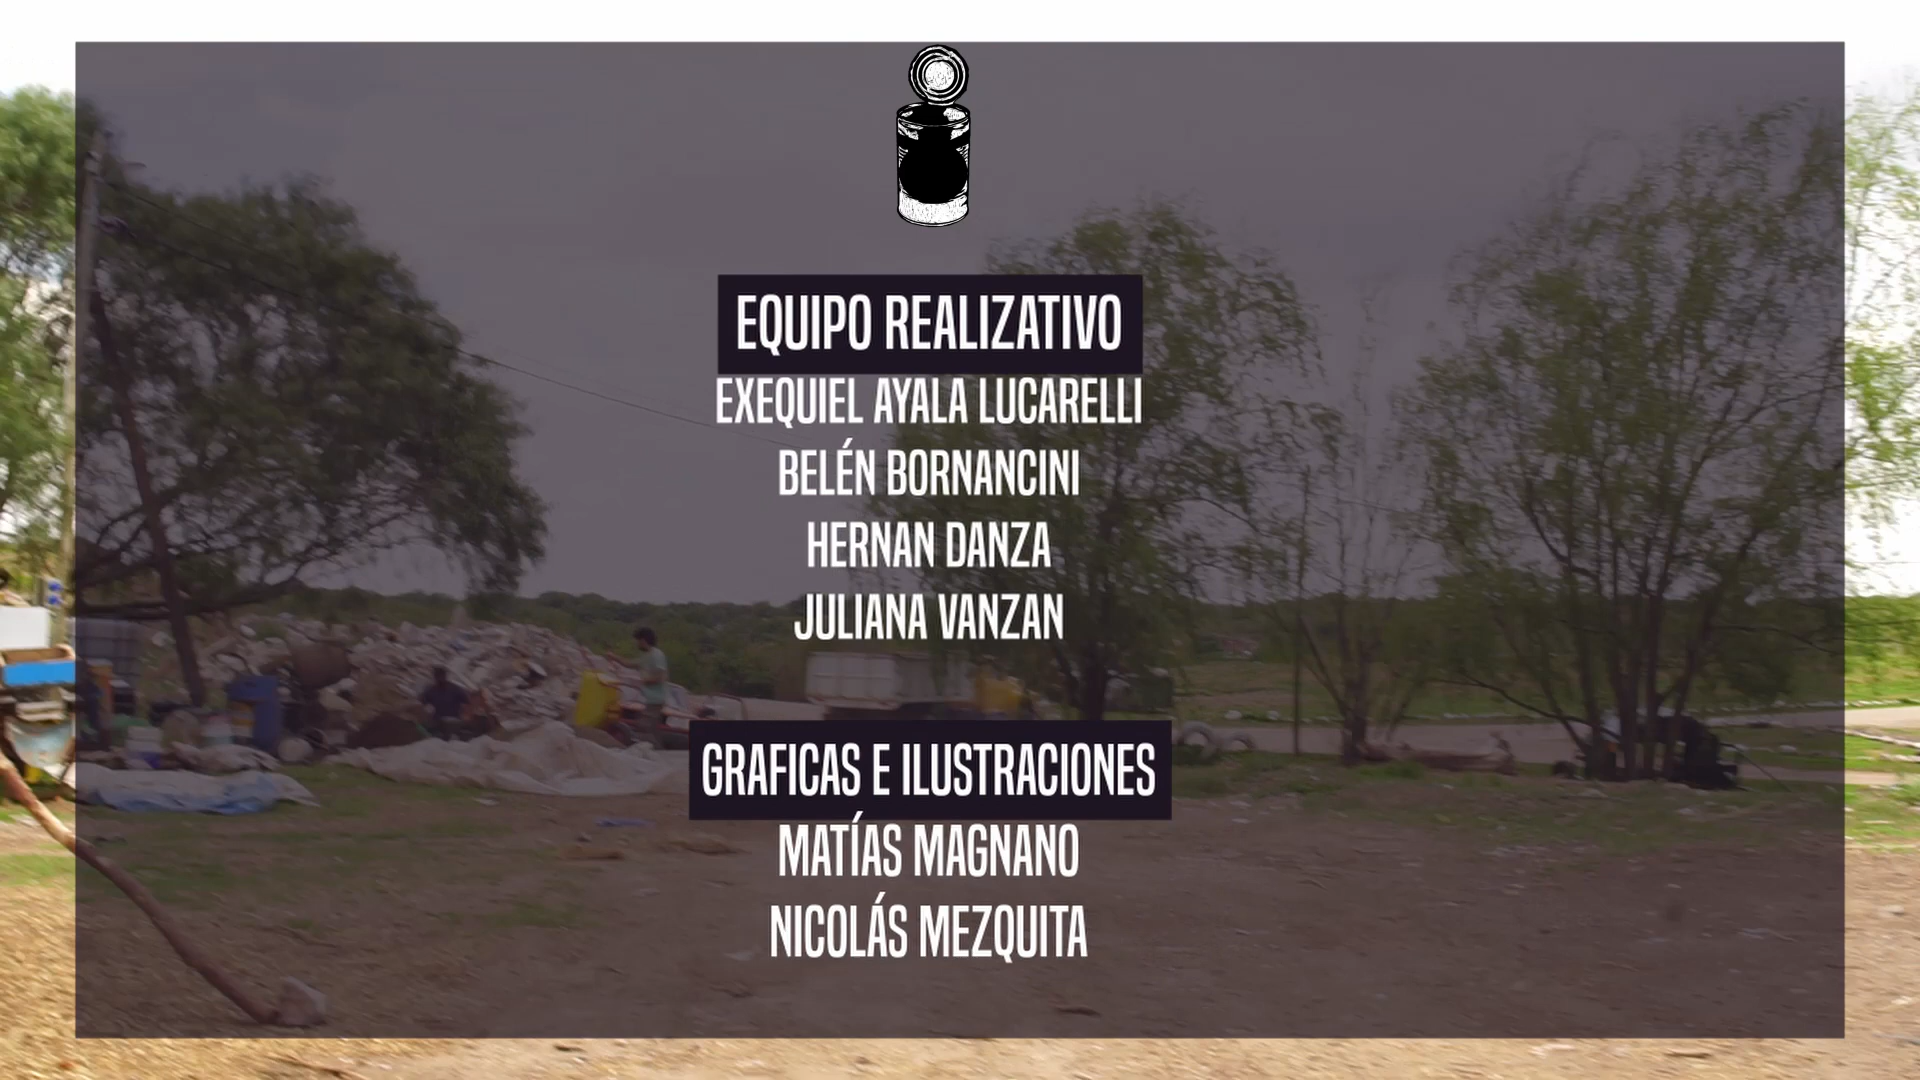 EQUIPO REALIZATIVO
EXEQUIEL AYALA LUCARELLI
BELÉN BORNANCINI
HERNAN DANZA
JULIANA VANZAN
GRAFICAS E ILUSTRACIONES
MATÍAS MAGNANO
NICOLÁS MEZQUITA